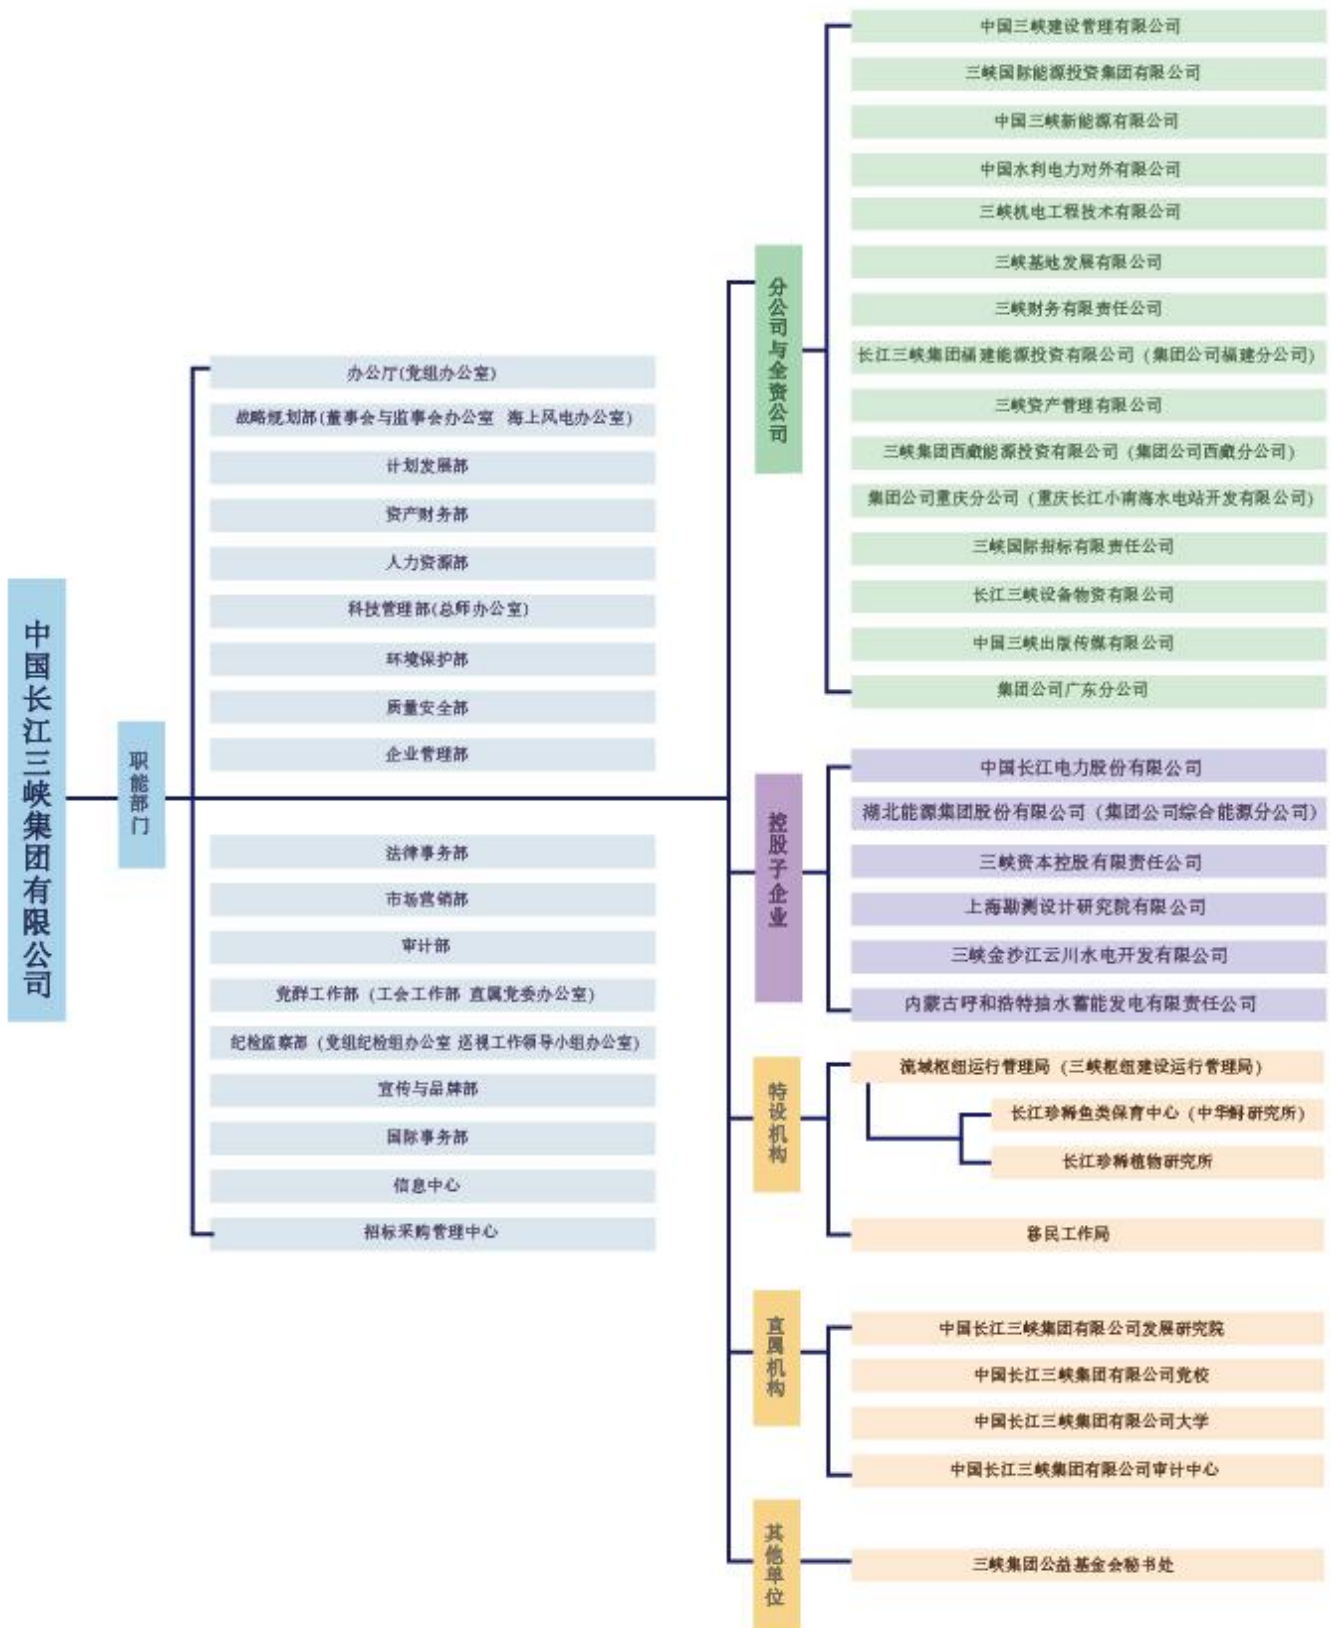 中国长江三峡集团有限公司
职能部门
办公厅(党组办公室)
战略规划部(董事会与监事会办公室 海上风电办公室)
计划发展部
资产财务部
人力资源部
科技管理部(总师办公室)
环境保护部
质量安全部
企业管理部
法律事务部
市场营销部
审计部
党群工作部（工会工作部 直属党委办公室）
纪检监察部（党组纪检组办公室 巡视工作领导小组办公室）
宣传与品牌部
国际事务部
信息中心
招标采购管理中心
分公司与全资公司
中国三峡建设管理有限公司
三峡国际能源投资集团有限公司
中国三峡新能源有限公司
中国水利电力对外有限公司
三峡机电工程技术有限公司
三峡基地发展有限公司
三峡财务有限责任公司
长江三峡集团福建能源投资有限公司（集团公司福建分公司）
三峡资产管理有限公司
三峡集团西藏能源投资有限公司（集团公司西藏分公司）
集团公司重庆分公司（重庆长江小南海水电站开发有限公司）
三峡国际招标有限责任公司
长江三峡设备物资有限公司
中国三峡出版传媒有限公司
集团公司广东分公司
控股子企业
中国长江电力股份有限公司
湖北能源集团股份有限公司（集团公司综合能源分公司）
三峡资本控股有限责任公司
上海勘测设计研究院有限公司
三峡金沙江云川水电开发有限公司
内蒙古呼和浩特抽水蓄能发电有限责任公司
特设机构
流域枢纽运行管理局（三峡枢纽建设运行管理局）
长江珍稀鱼类保育中心（中华鲟研究所）
长江珍稀植物研究所
移民工作局
直属机构
中国长江三峡集团有限公司发展研究院
中国长江三峡集团有限公司党校
中国长江三峡集团有限公司大学
中国长江三峡集团有限公司审计中心
其他单位
三峡集团公益基金会秘书处